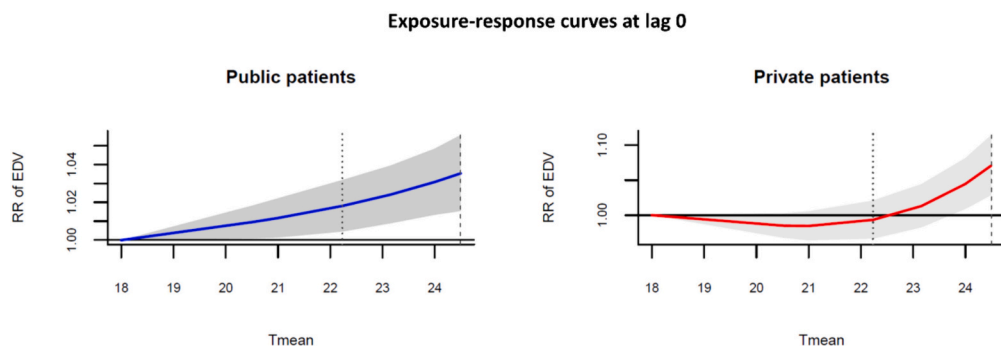 Exposure-response curves at lag 0
Public patients
RR of EDV
1.00
1.02
1.04
18 19 20 21 22 23 24
Tmean
Private patients
RR of EDV
1.00
1.10
18 19 20 21 22 23 24
Tmean